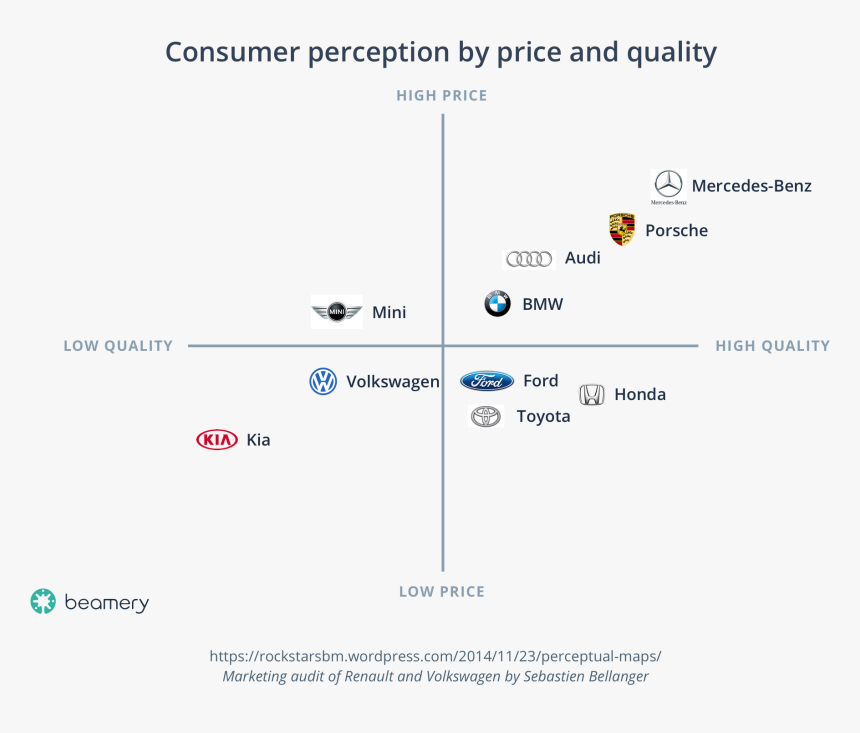 Consumer perception by price and quality
HIGH PRICE
Mercedes-Benz
Mercedes-Benz
PORSCHE
Porsche
Audi
BMW
BMW
MINI
Mini
LOW QUALITY
HIGH QUALITY
Volkswagen
Ford
Ford
Honda
Toyota
KIA
Kia
LOW PRICE
beamery
https://rockstarsbm.wordpress.com/2014/11/23/perceptual-maps/
Marketing audit of Renault and Volkswagen by Sebastien Bellanger